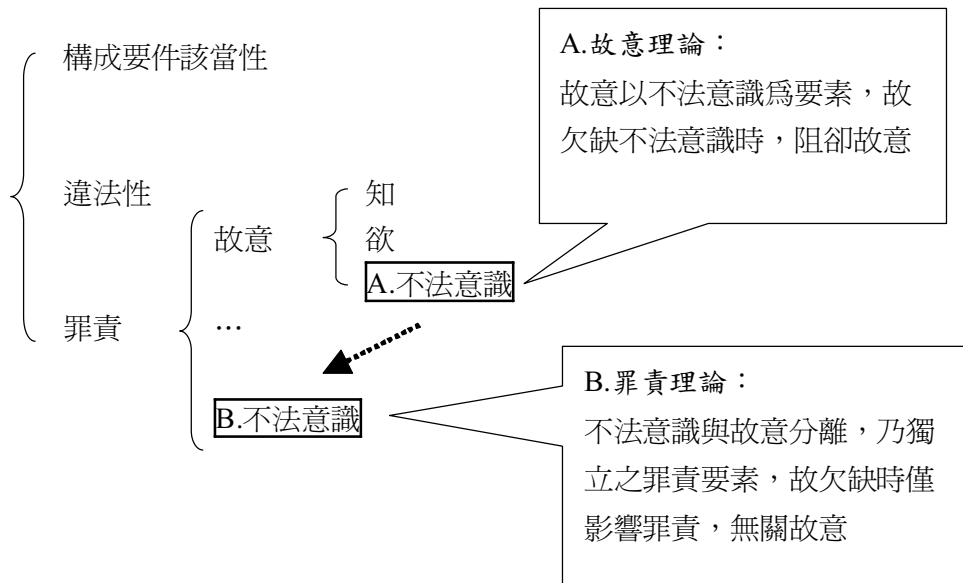 構成要件該當性
違法性
罪責
故意
…
B.不法意識
知
欲
A.不法意識
A.故意理論：
故意以不法意識爲要素，故
欠缺不法意識時，阻卻故意
B.罪責理論：
不法意識與故意分離，乃獨
立之罪責要素，故欠缺時僅
影響罪責，無關故意